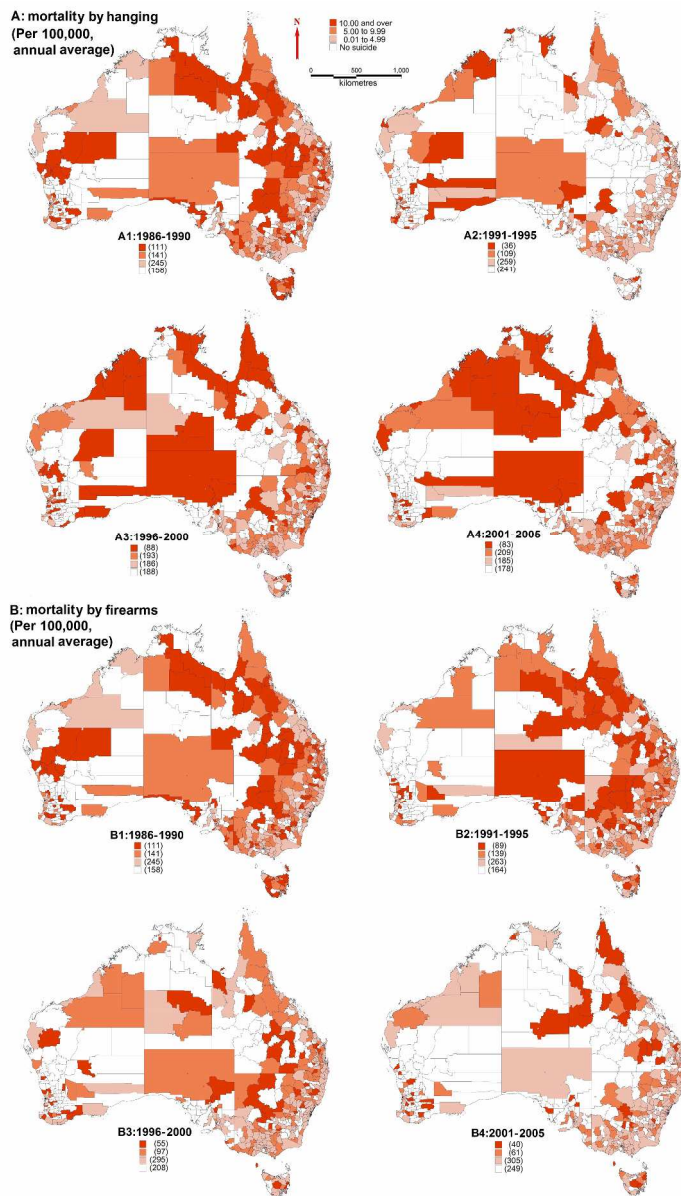 A: mortality by hanging
(Per 100,000,
annual average)
N
10.00 and over
5.00 to 9.99
0.01 to 4.99
No suicide
0 500 1,000
kilometres
A1:1986-1990
(111)
(141)
(245)
(158)
A2:1991-1995
(36)
(109)
(259)
(241)
A3:1996-2000
(88)
(193)
(186)
(188)
A4:2001-2005
(83)
(209)
(185)
(178)
B: mortality by firearms
(Per 100,000,
annual average)
B1:1986-1990
(111)
(141)
(245)
(158)
B2:1991-1995
(89)
(139)
(263)
(164)
B3:1996-2000
(55)
(97)
(295)
(208)
B4:2001-2005
(40)
(61)
(305)
(249)